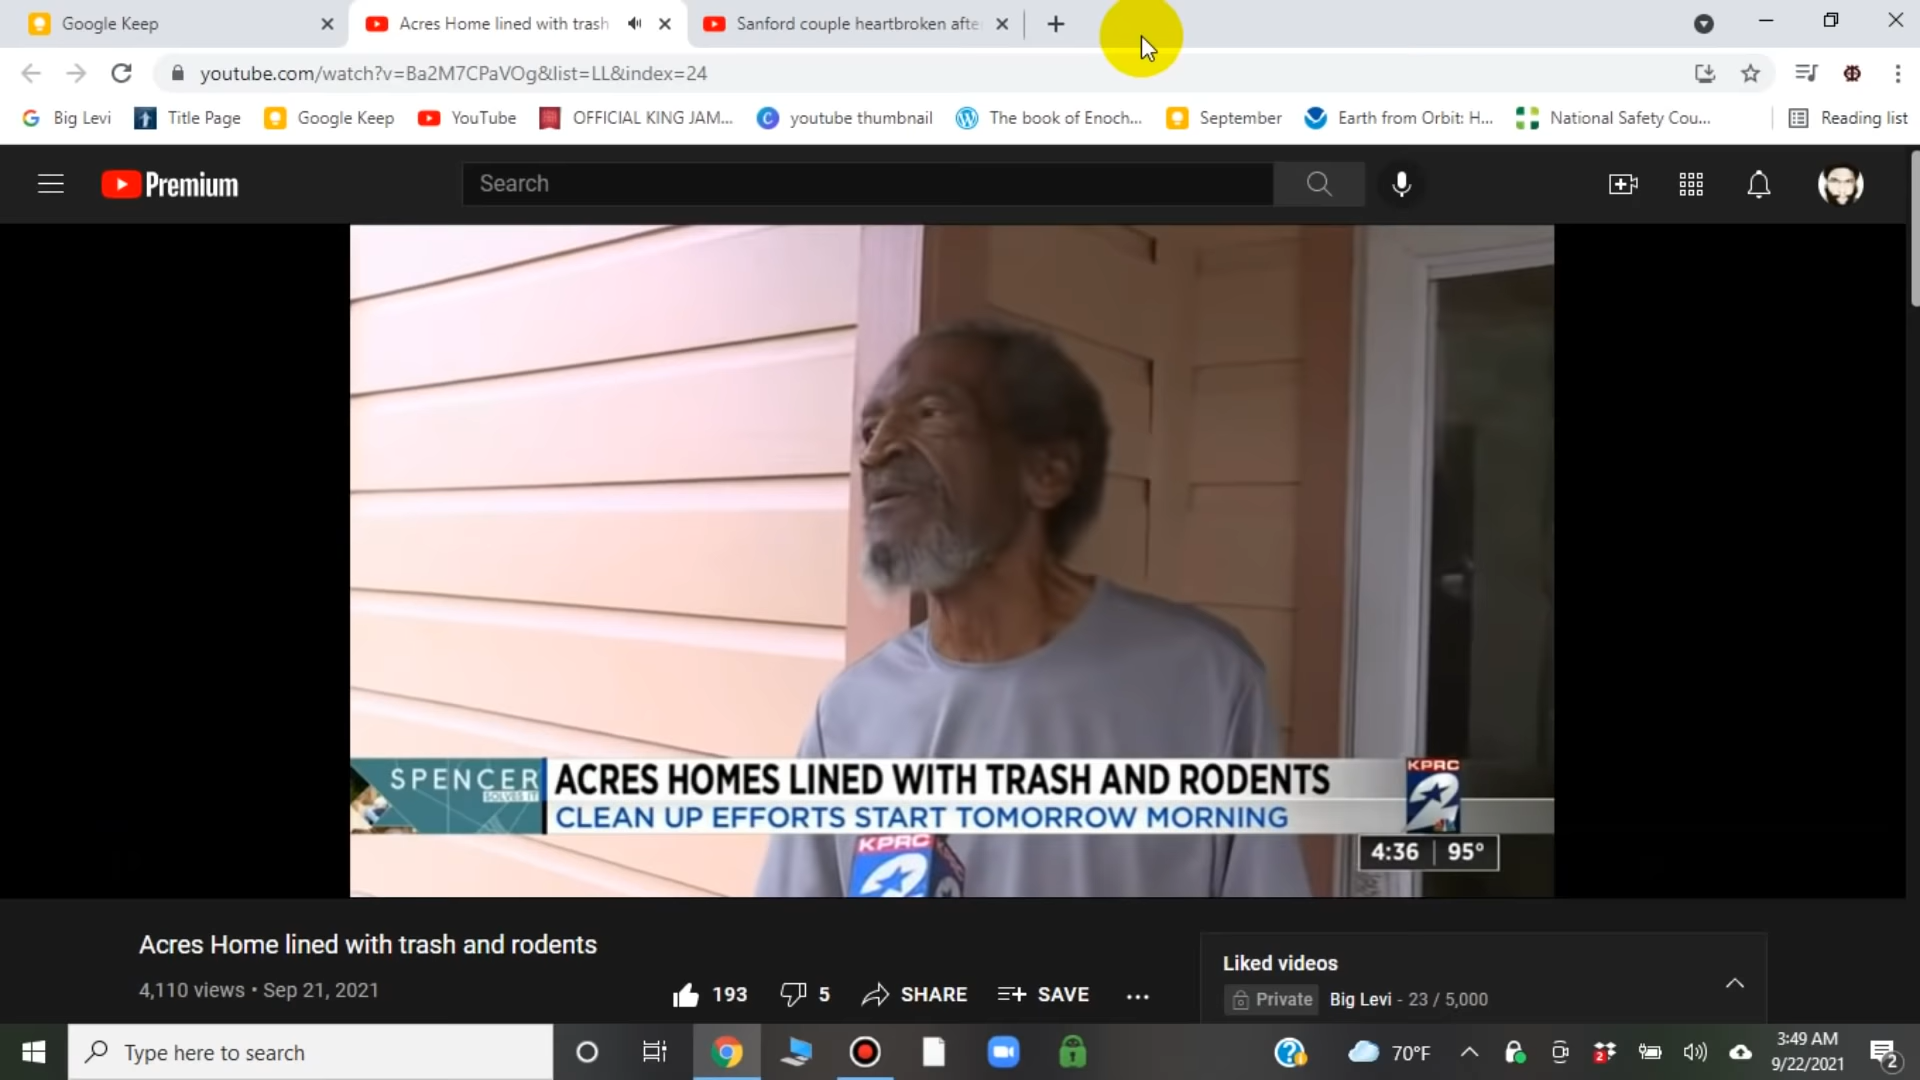 Google Keep
Acres Home lined with trash
Sanford couple heartbroken afte
youtube.com/watch?v=Ba2M7CPaVOg&list=LL&index=24
Big Levi
Title Page
Google Keep
YouTube
OFFICIAL KING JAM...
youtube thumbnail
The book of Enoch...
September
Earth from Orbit: H...
National Safety Cou...
Reading list
Premium
Search
SPENCER
SOLVES IT
ACRES HOMES LINED WITH TRASH AND RODENTS
CLEAN UP EFFORTS START TOMORROW MORNING
KPRC
2
KPRC
2
4:36
95°
Acres Home lined with trash and rodents
4,110 views • Sep 21, 2021
193
5
SHARE
SAVE
Liked videos
Private
Big Levi - 23 / 5,000
Type here to search
70°F
2
3:49 AM
9/22/2021
2